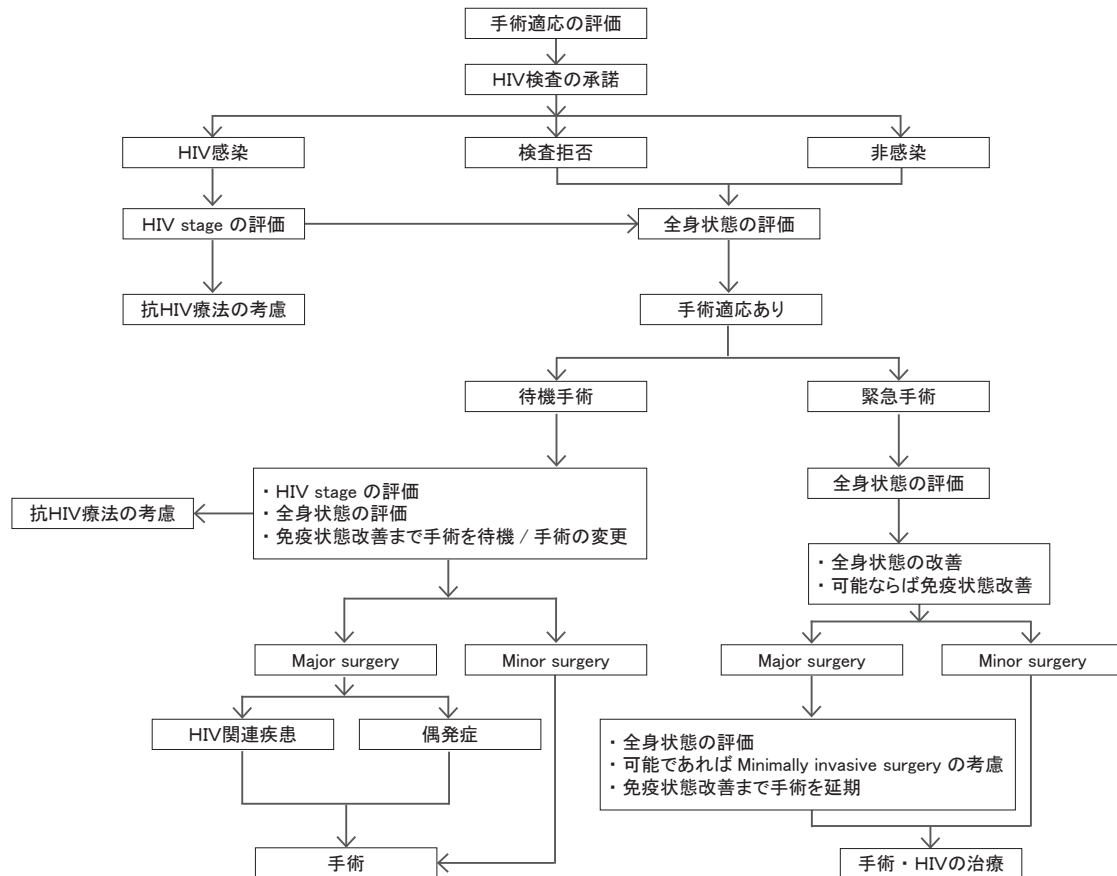 手術適応の評価
HIV検査の承諾
HIV感染
検査拒否
非感染
HIV stage の評価
全身状態の評価
抗HIV療法の考慮
手術適応あり
待機手術
緊急手術
抗HIV療法の考慮
・HIV stage の評価
・全身状態の評価
・免疫状態改善まで手術を待機 / 手術の変更
全身状態の評価
・全身状態の改善
・可能ならば免疫状態改善
Major surgery
Minor surgery
Major surgery
Minor surgery
HIV関連疾患
偶発症
・全身状態の評価
・可能であれば Minimally invasive surgery の考慮
・免疫状態改善まで手術を延期
手術
手術・HIVの治療